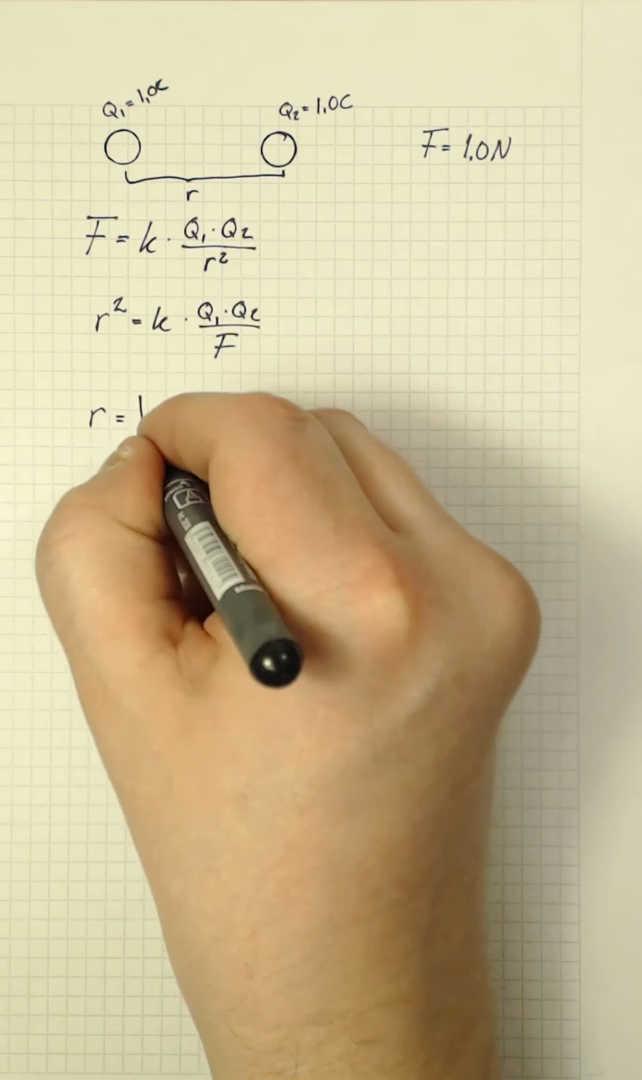 Q₁=1,0C
Q₂=1,0C
F=1,0N
r
F=k·Q₁·Q₂/r²
r²=k·Q₁·Q₂/F
r=